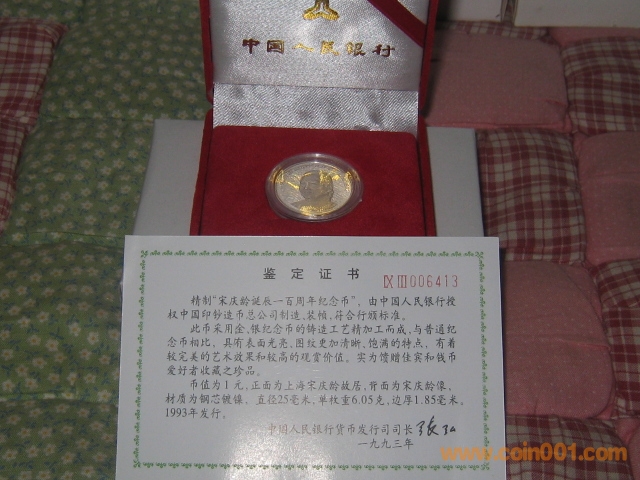 中国人民银行
鉴定证书
IX III 006413
精制“宋庆龄诞辰一百周年纪念币”，由中国人民银行授
权中国印钞造币总公司制造、装帧，符合行颁标准。
此币采用金、银纪念币的铸造工艺精加工而成，与普通纪
念币相比，具有表面光亮、图纹更加清晰、饱满的特点，有着
较完美的艺术效果和较高的观赏价值。实为馈赠佳宾和钱币
爱好者收藏之珍品。
币值为1元，正面为上海宋庆龄故居，背面为宋庆龄像，
材质为钢芯镀镍。直径25毫米，单枚重6.05克，边厚1.85毫米。
1993年发行。
中国人民银行货币发行司司长
一九九三年
www.coin001.com